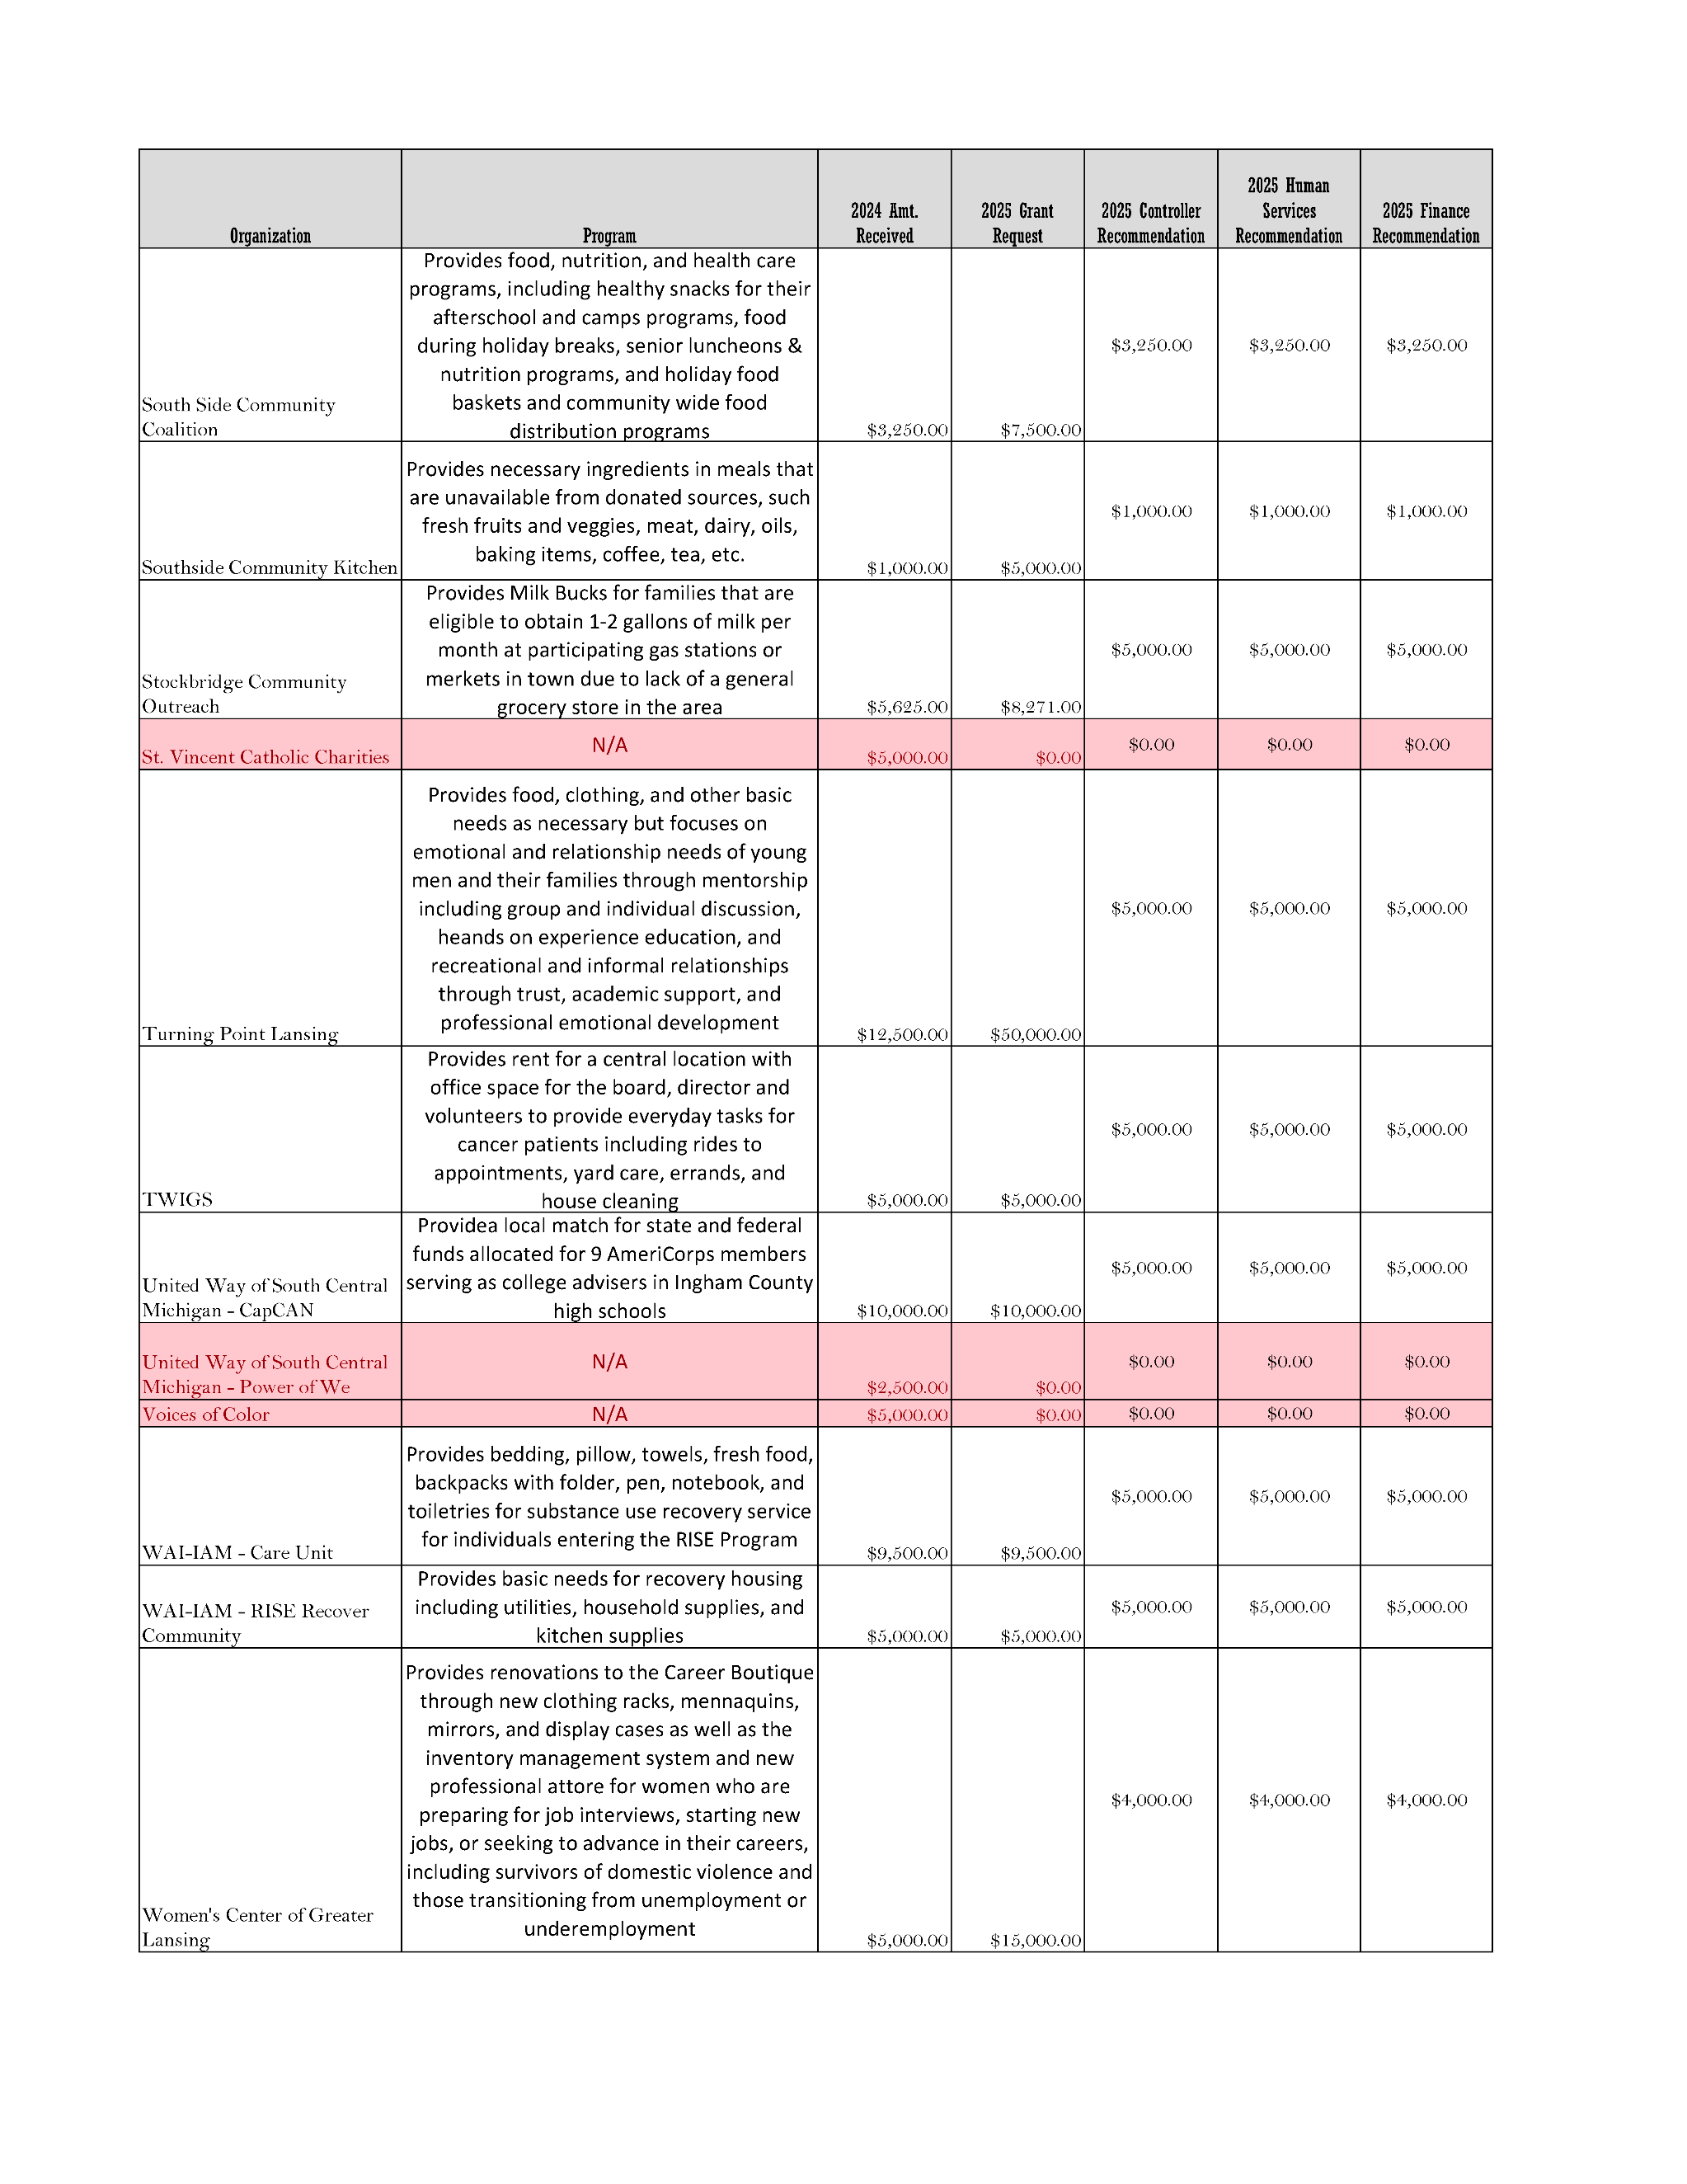 Organization Program 2024 Amt. Received 2025 Grant Request 2025 Controller Recommendation 2025 Human Services Recommendation 2025 Finance Recommendation
South Side Community
Coalition
Provides food, nutrition, and health care
programs, including healthy snacks for their
afterschool and camps programs, food
during holiday breaks, senior luncheons &
nutrition programs, and holiday food
baskets and community wide food
distribution programs
$3,250.00 $7,500.00 $3,250.00 $3,250.00 $3,250.00
Southside Community Kitchen
Provides necessary ingredients in meals that
are unavailable from donated sources, such
fresh fruits and veggies, meat, dairy, oils,
baking items, coffee, tea, etc.
$1,000.00 $5,000.00 $1,000.00 $1,000.00 $1,000.00
Stockbridge Community
Outreach
Provides Milk Bucks for families that are
eligible to obtain 1-2 gallons of milk per
month at participating gas stations or
merkets in town due to lack of a general
grocery store in the area
$5,625.00 $8,271.00 $5,000.00 $5,000.00 $5,000.00
St. Vincent Catholic Charities N/A $5,000.00 $0.00 $0.00 $0.00 $0.00
Turning Point Lansing
Provides food, clothing, and other basic
needs as necessary but focuses on
emotional and relationship needs of young
men and their families through mentorship
including group and individual discussion,
heands on experience education, and
recreational and informal relationships
through trust, academic support, and
professional emotional development
$12,500.00 $50,000.00 $5,000.00 $5,000.00 $5,000.00
TWIGS
Provides rent for a central location with
office space for the board, director and
volunteers to provide everyday tasks for
cancer patients including rides to
appointments, yard care, errands, and
house cleaning
$5,000.00 $5,000.00 $5,000.00 $5,000.00 $5,000.00
United Way of South Central
Michigan - CapCAN
Providea local match for state and federal
funds allocated for 9 AmeriCorps members
serving as college advisers in Ingham County
high schools
$10,000.00 $10,000.00 $5,000.00 $5,000.00 $5,000.00
United Way of South Central
Michigan - Power of We
N/A $2,500.00 $0.00 $0.00 $0.00 $0.00
Voices of Color N/A $5,000.00 $0.00 $0.00 $0.00 $0.00
WAI-IAM - Care Unit
Provides bedding, pillow, towels, fresh food,
backpacks with folder, pen, notebook, and
toiletries for substance use recovery service
for individuals entering the RISE Program
$9,500.00 $9,500.00 $5,000.00 $5,000.00 $5,000.00
WAI-IAM - RISE Recover
Community
Provides basic needs for recovery housing
including utilities, household supplies, and
kitchen supplies
$5,000.00 $5,000.00 $5,000.00 $5,000.00 $5,000.00
Women's Center of Greater
Lansing
Provides renovations to the Career Boutique
through new clothing racks, mennaquins,
mirrors, and display cases as well as the
inventory management system and new
professional attore for women who are
preparing for job interviews, starting new
jobs, or seeking to advance in their careers,
including survivors of domestic violence and
those transitioning from unemployment or
underemployment
$5,000.00 $15,000.00 $4,000.00 $4,000.00 $4,000.00